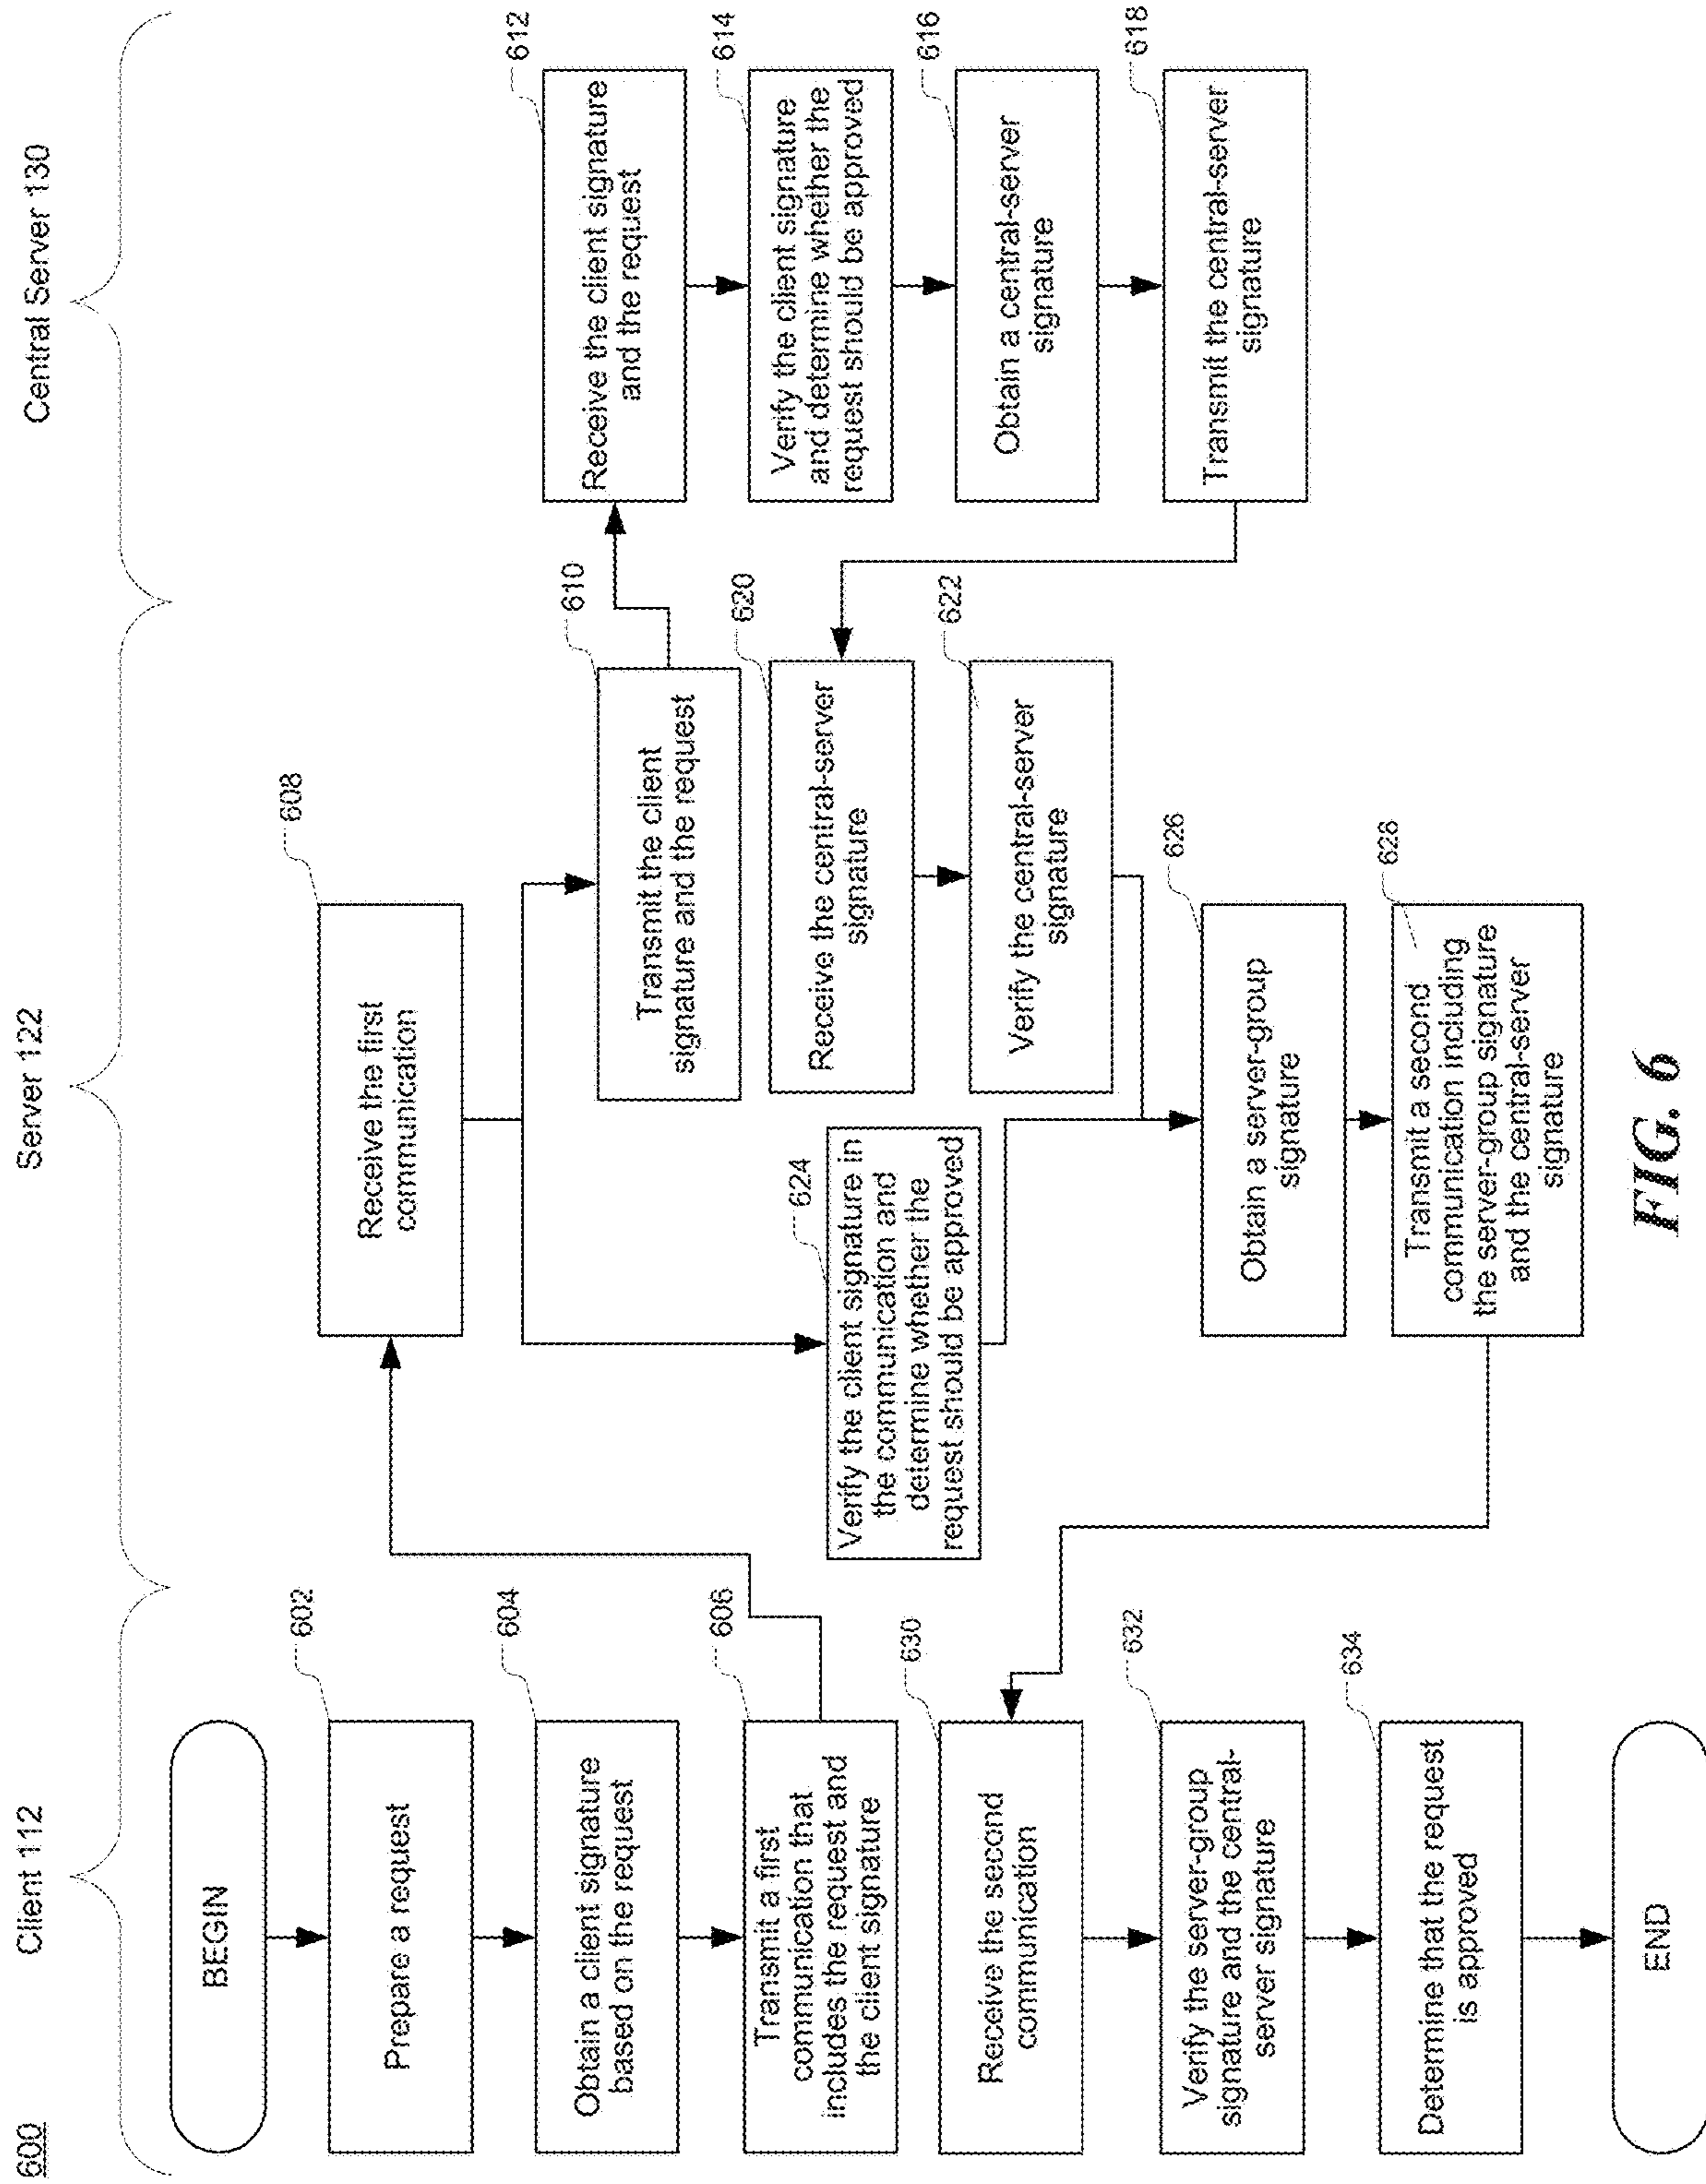 600
Client 112
Server 122
Central Server 130
BEGIN
602
Prepare a request
604
Obtain a client signature
based on the request
606
Transmit a first
communication that
includes the request and
the client signature
608
Receive the first
communication
610
Transmit the client
signature and the request
612
Receive the client signature
and the request
614
Verify the client signature
and determine whether the
request should be approved
616
Obtain a central-server
signature
618
Transmit the central-server
signature
620
Receive the central-server
signature
622
Verify the central-server
signature
624
Verify the client signature in
the communication and
determine whether the
request should be approved
626
Obtain a server-group
signature
628
Transmit a second
communication including
the server-group signature
and the central-server
signature
630
Receive the second
communication
632
Verify the server-group
signature and the central-
server signature
634
Determine that the request
is approved
END
FIG. 6